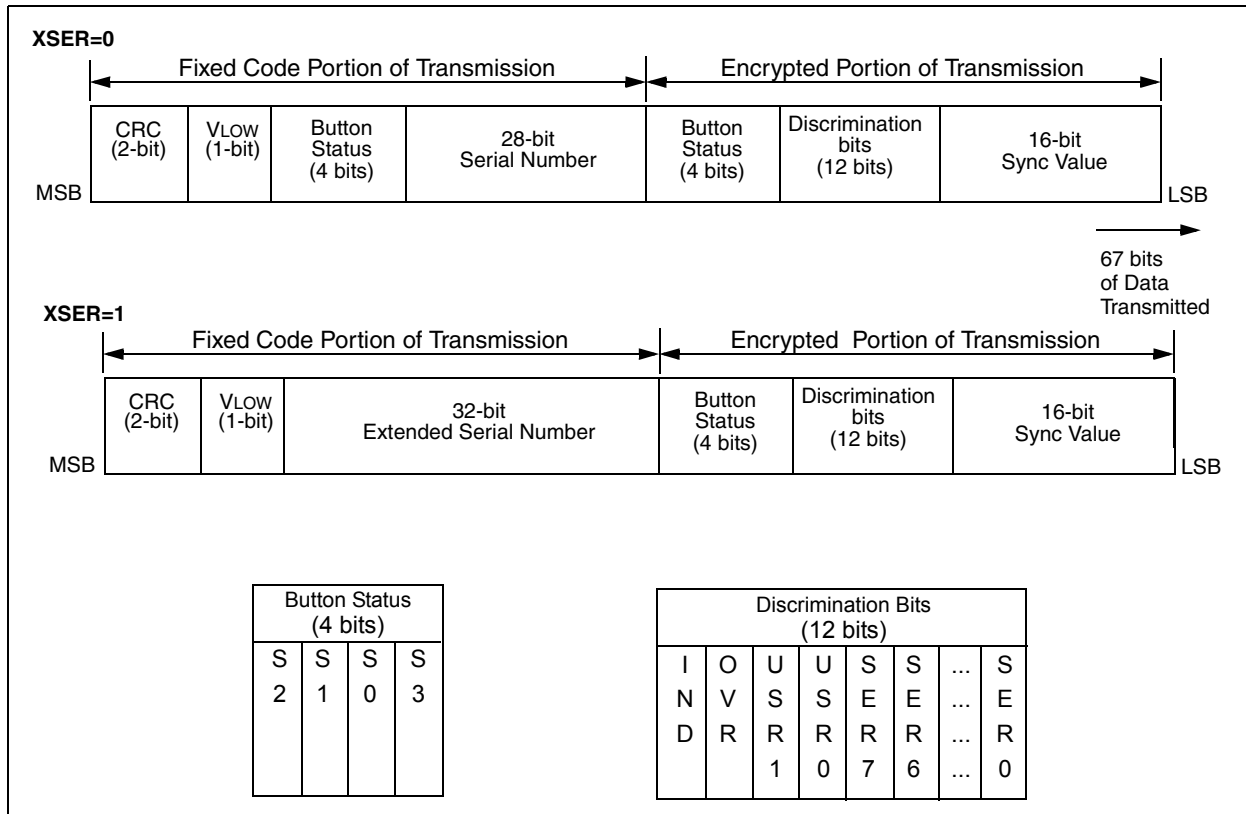 XSER=0
Fixed Code Portion of Transmission
Encrypted Portion of Transmission
CRC
(2-bit)
VLOW
(1-bit)
Button
Status
(4 bits)
28-bit
Serial Number
Button
Status
(4 bits)
Discrimination
bits
(12 bits)
16-bit
Sync Value
MSB
LSB
67 bits
of Data
Transmitted
XSER=1
Fixed Code Portion of Transmission
Encrypted Portion of Transmission
CRC
(2-bit)
VLOW
(1-bit)
32-bit
Extended Serial Number
Button
Status
(4 bits)
Discrimination
bits
(12 bits)
16-bit
Sync Value
MSB
LSB
Button Status
(4 bits)
S S S S
2 1 0 3
Discrimination Bits
(12 bits)
I O U U S S ... S
N V S S E E ... E
D R R R R R ... R
1 0 7 6 ... 0